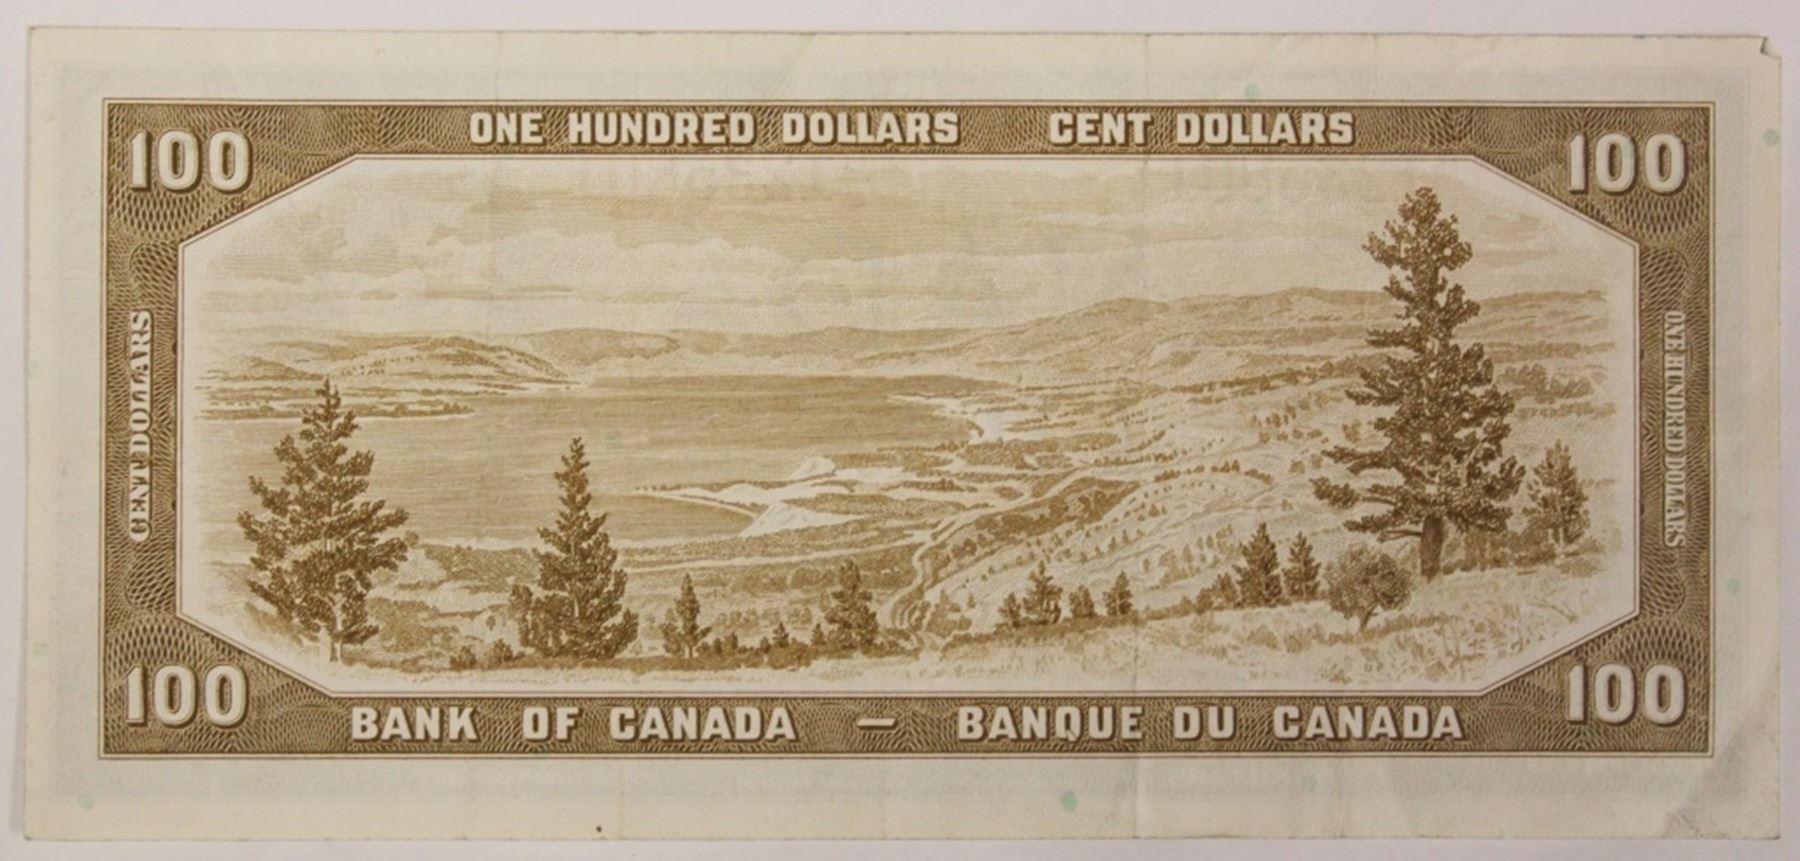 ONE HUNDRED DOLLARS CENT DOLLARS
100
100
CENT DOLLARS
ONE HUNDRED DOLLARS
100
100
BANK OF CANADA — BANQUE DU CANADA